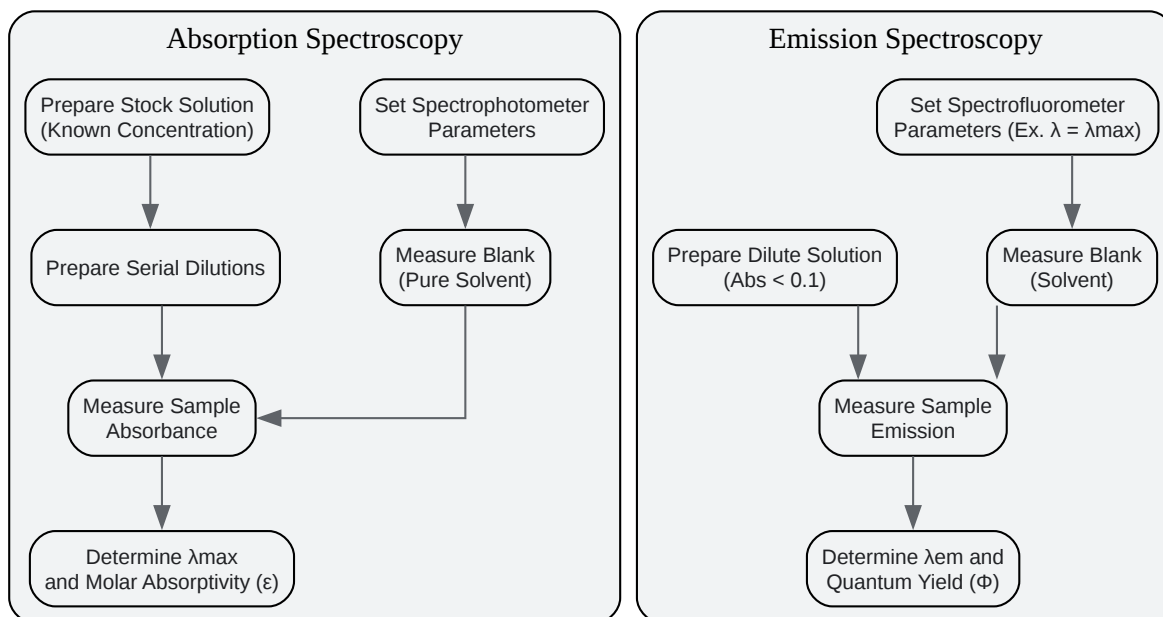 Absorption Spectroscopy
Prepare Stock Solution
(Known Concentration)
Set Spectrophotometer
Parameters
Prepare Serial Dilutions
Measure Blank
(Pure Solvent)
Measure Sample
Absorbance
Determine λmax
and Molar Absorptivity (ε)
Emission Spectroscopy
Set Spectrofluorometer
Parameters (Ex. λ = λmax)
Prepare Dilute Solution
(Abs < 0.1)
Measure Blank
(Solvent)
Measure Sample
Emission
Determine λem and
Quantum Yield (Φ)